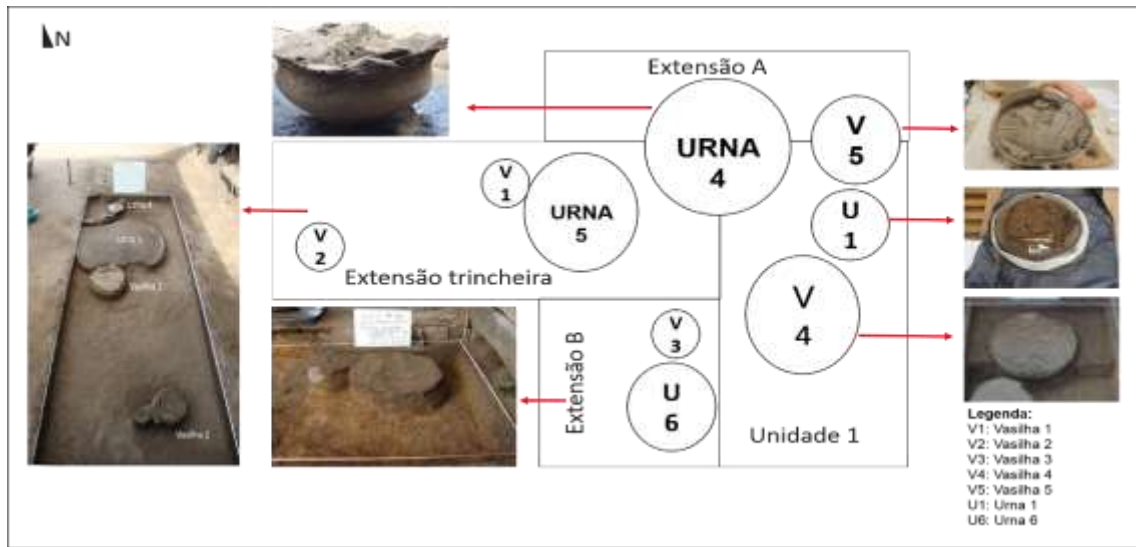 N
Extensão A
URNA
4
V
5
V
1
URNA
5
U
1
V
2
Extensão trincheira
V
4
V
3
Extensão B
U
6
Unidade 1
Vasilha 2
Legenda:
V1: Vasilha 1
V2: Vasilha 2
V3: Vasilha 3
V4: Vasilha 4
V5: Vasilha 5
U1: Urna 1
U6: Urna 6